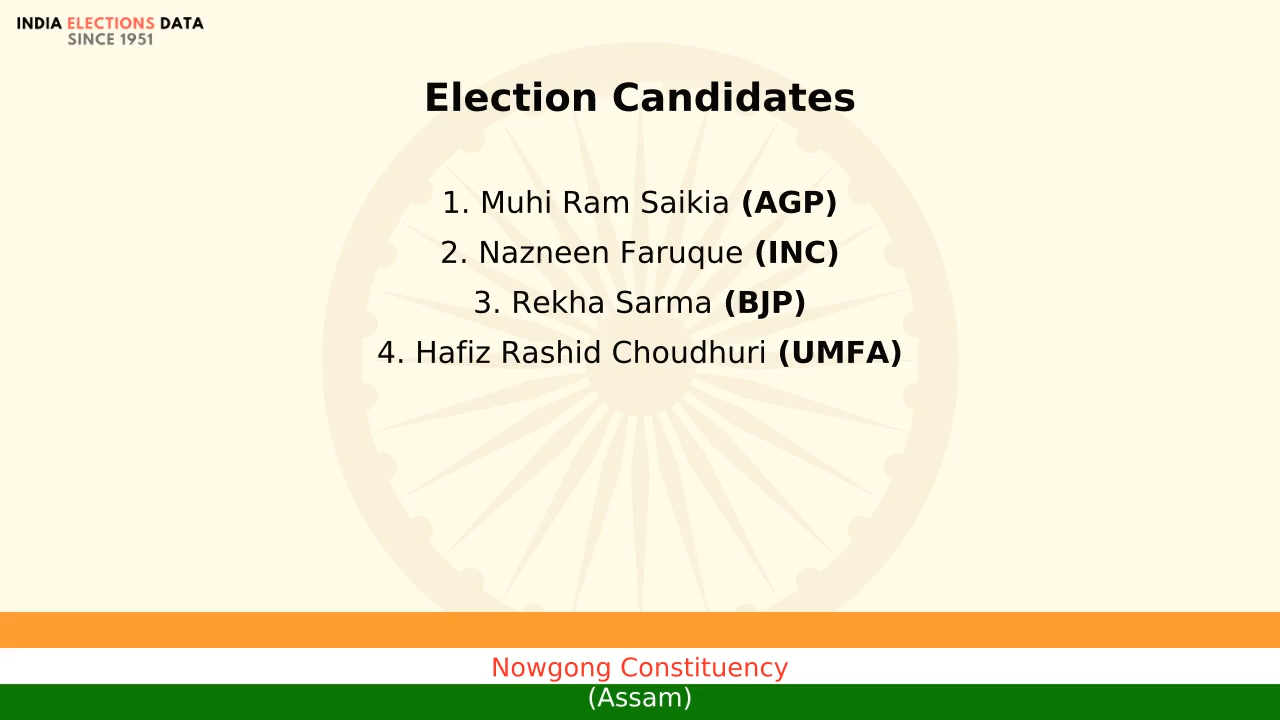 INDIA ELECTIONS DATA
SINCE 1951
Election Candidates
1. Muhi Ram Saikia (AGP)
2. Nazneen Faruque (INC)
3. Rekha Sarma (BJP)
4. Hafiz Rashid Choudhuri (UMFA)
Nowgong Constituency
(Assam)